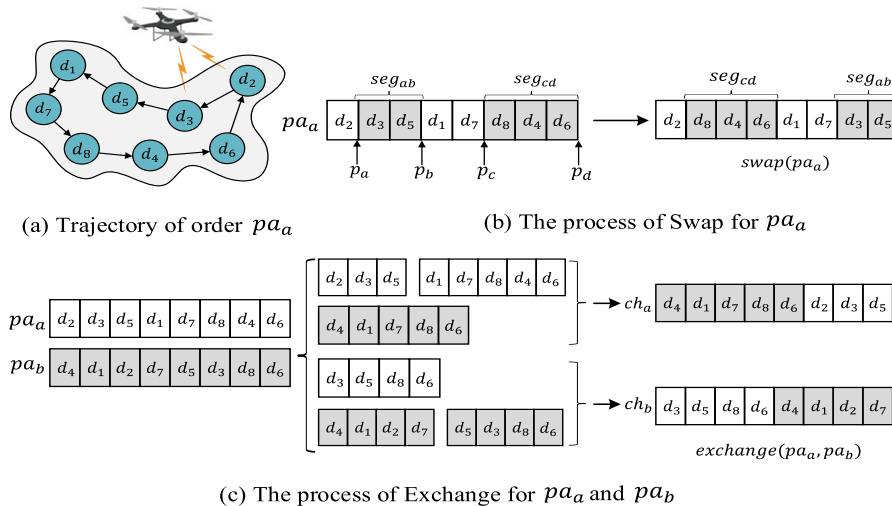 d₁ d₂ d₃ d₅ d₇ d₈ d₄ d₆
(a) Trajectory of order pa_a
seg_ab seg_cd
pa_a d₂ d₃ d₅ d₁ d₇ d₈ d₄ d₆
p_a p_b p_c p_d
seg_cd seg_ab
d₂ d₈ d₄ d₆ d₁ d₇ d₃ d₅
swap(pa_a)
(b) The process of Swap for pa_a
pa_a d₂ d₃ d₅ d₁ d₇ d₈ d₄ d₆
pa_b d₄ d₁ d₂ d₇ d₅ d₃ d₈ d₆
d₂ d₃ d₅ d₁ d₇ d₈ d₄ d₆
d₄ d₁ d₇ d₈ d₆
d₃ d₅ d₈ d₆
d₄ d₁ d₂ d₇ d₅ d₃ d₈ d₆
ch_a d₄ d₁ d₇ d₈ d₆ d₂ d₃ d₅
ch_b d₃ d₅ d₈ d₆ d₄ d₁ d₂ d₇
exchange(pa_a, pa_b)
(c) The process of Exchange for pa_a and pa_b